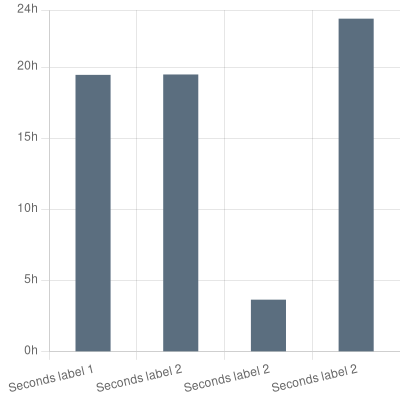 24h
20h
15h
10h
5h
0h
Seconds label 1
Seconds label 2
Seconds label 2
Seconds label 2